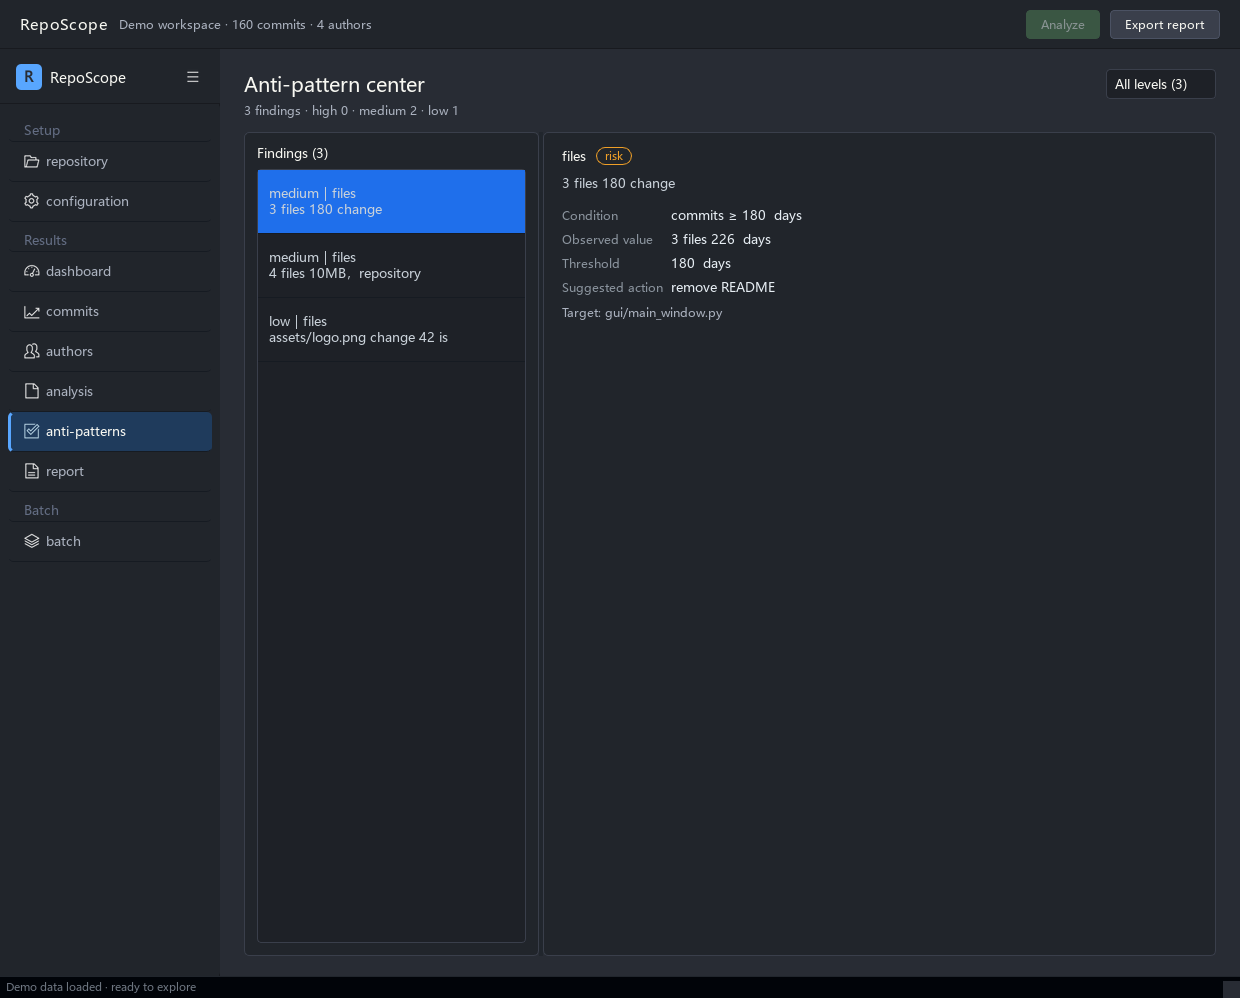 RepoScope Demo workspace · 160 commits · 4 authors Analyze Export report
R RepoScope ☰
Setup
repository
configuration
Results
dashboard
commits
authors
analysis
anti-patterns
report
Batch
batch
Anti-pattern center
All levels (3)
3 findings · high 0 · medium 2 · low 1
Findings (3)
medium | files
3 files 180 change
medium | files
4 files 10MB，repository
low | files
assets/logo.png change 42 is
files risk
3 files 180 change
Condition commits ≥ 180 days
Observed value 3 files 226 days
Threshold 180 days
Suggested action remove README
Target: gui/main_window.py
Demo data loaded · ready to explore